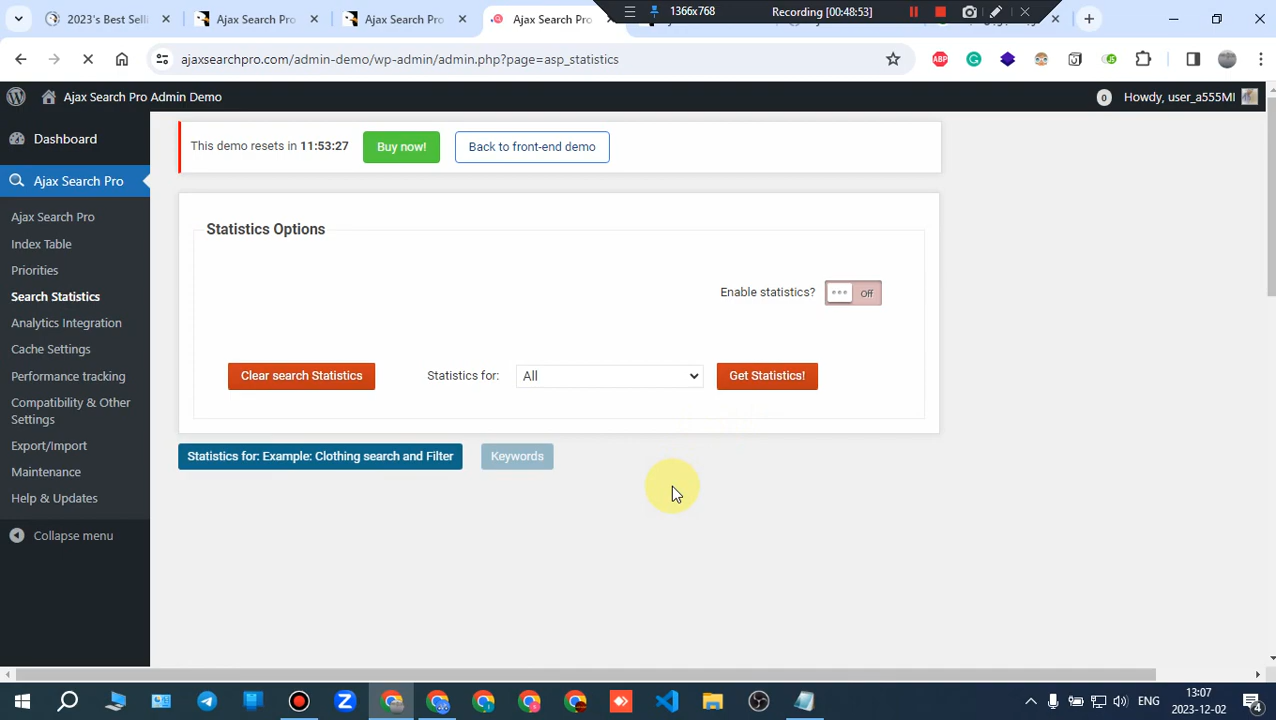 1366x768
Recording [00:48:53]
2023's Best Selli
Ajax Search Pro
Ajax Search Pro
Ajax Search Pro
ajaxsearchpro.com/admin-demo/wp-admin/admin.php?page=asp_statistics
Ajax Search Pro Admin Demo
0
Howdy, user_a555MI
Dashboard
Ajax Search Pro
Ajax Search Pro
Index Table
Priorities
Search Statistics
Analytics Integration
Cache Settings
Performance tracking
Compatibility & Other
Settings
Export/Import
Maintenance
Help & Updates
Collapse menu
This demo resets in 11:53:27
Buy now!
Back to front-end demo
Statistics Options
Enable statistics?
Off
Clear search Statistics
Statistics for:
All
Get Statistics!
Statistics for: Example: Clothing search and Filter
Keywords
ENG
13:07
2023-12-02
4